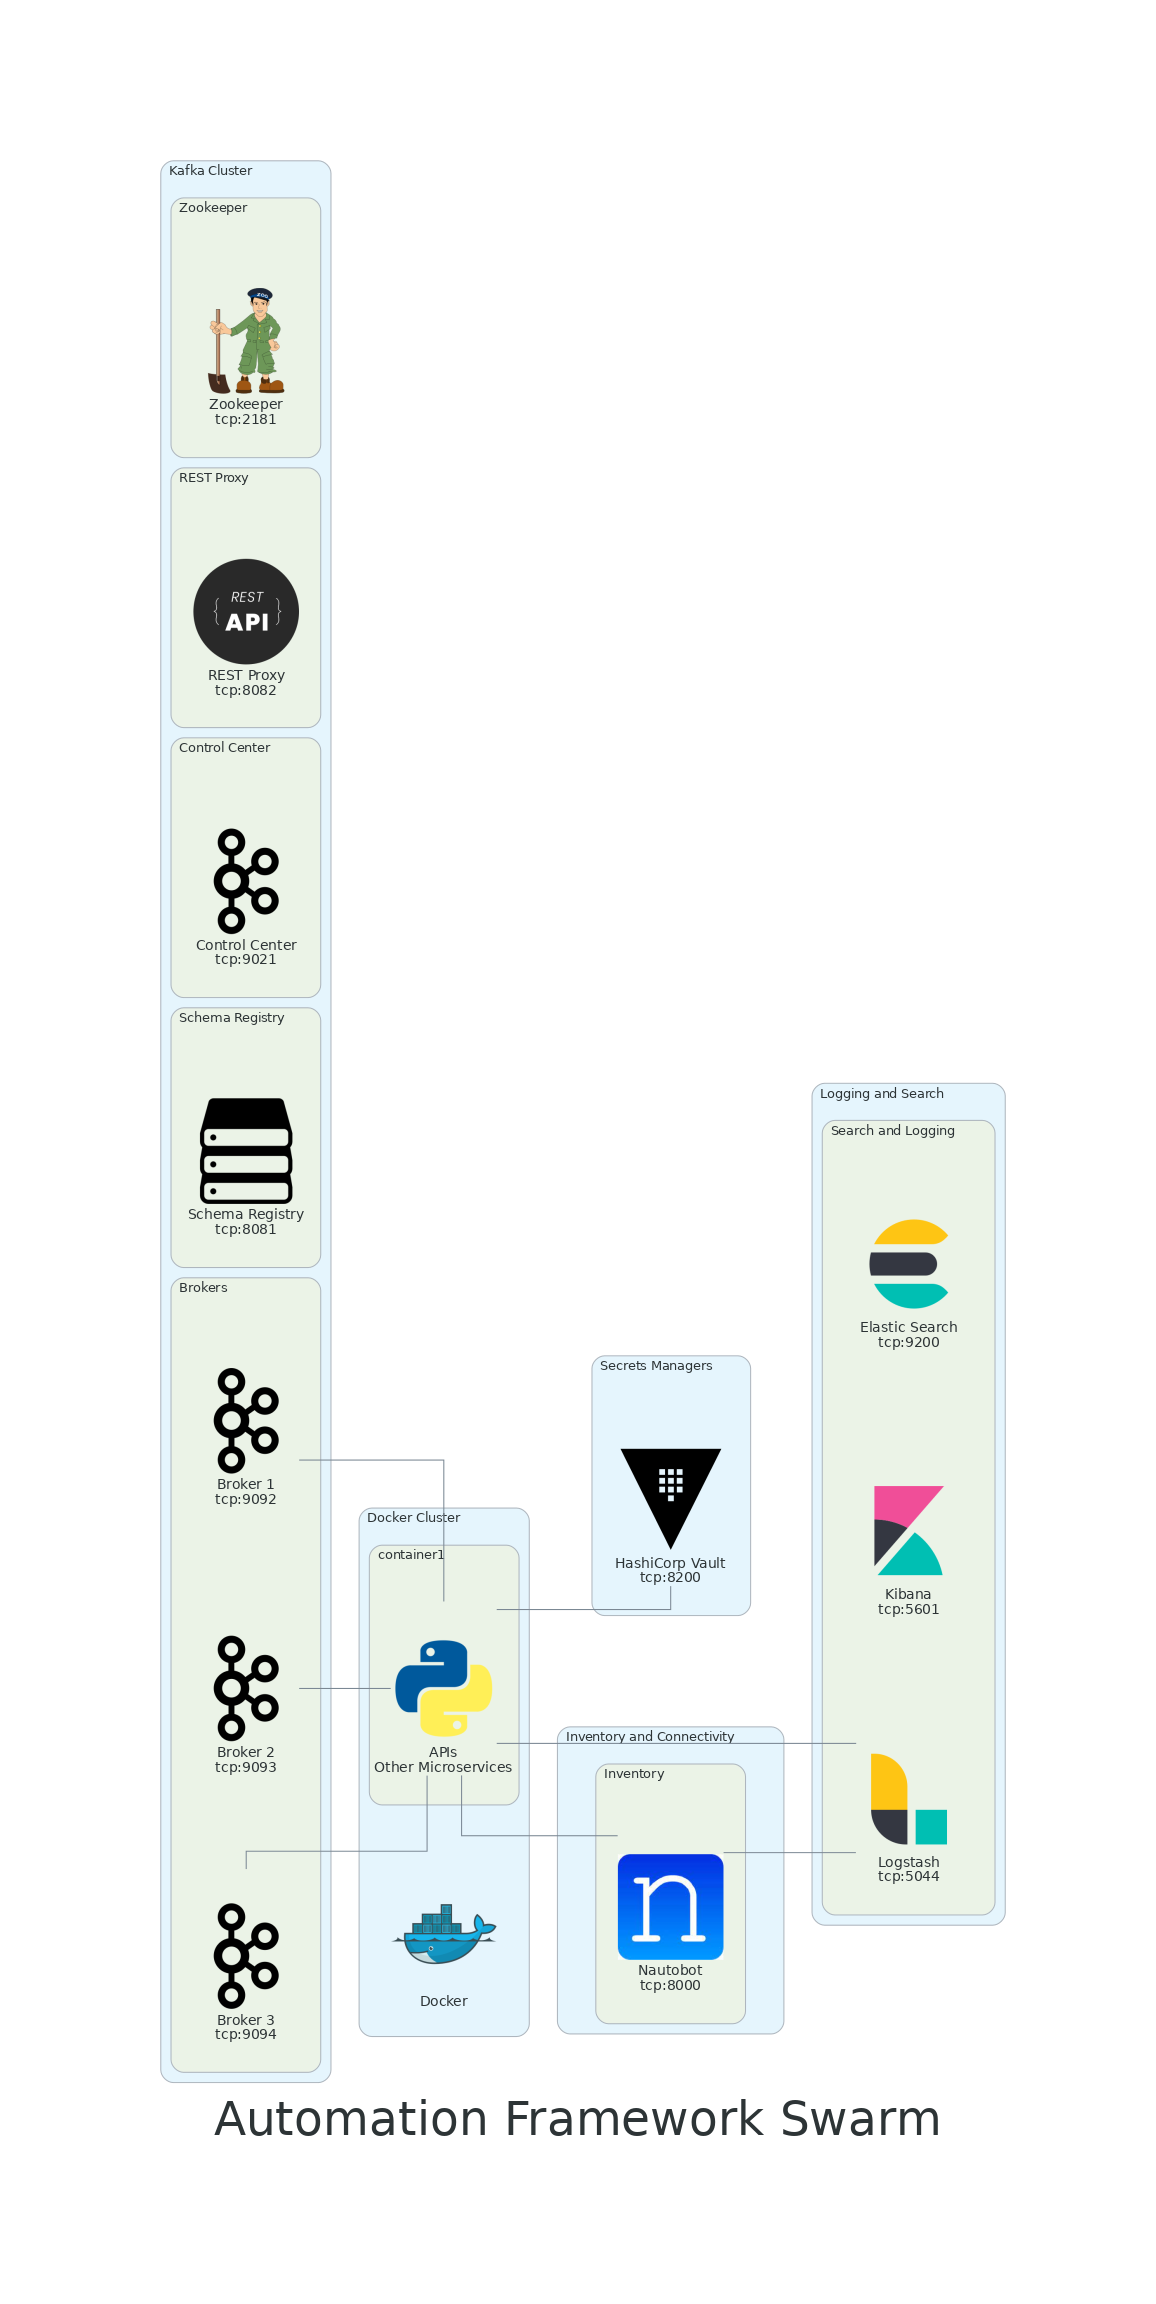 Kafka Cluster
Zookeeper
ZOO
Zookeeper
tcp:2181
REST Proxy
REST
{ API }
REST Proxy
tcp:8082
Control Center
Control Center
tcp:9021
Schema Registry
Schema Registry
tcp:8081
Brokers
Broker 1
tcp:9092
Broker 2
tcp:9093
Broker 3
tcp:9094
Docker Cluster
container1
APIs
Other Microservices
Docker
Secrets Managers
HashiCorp Vault
tcp:8200
Inventory and Connectivity
Inventory
n
Nautobot
tcp:8000
Logging and Search
Search and Logging
Elastic Search
tcp:9200
Kibana
tcp:5601
Logstash
tcp:5044
Automation Framework Swarm